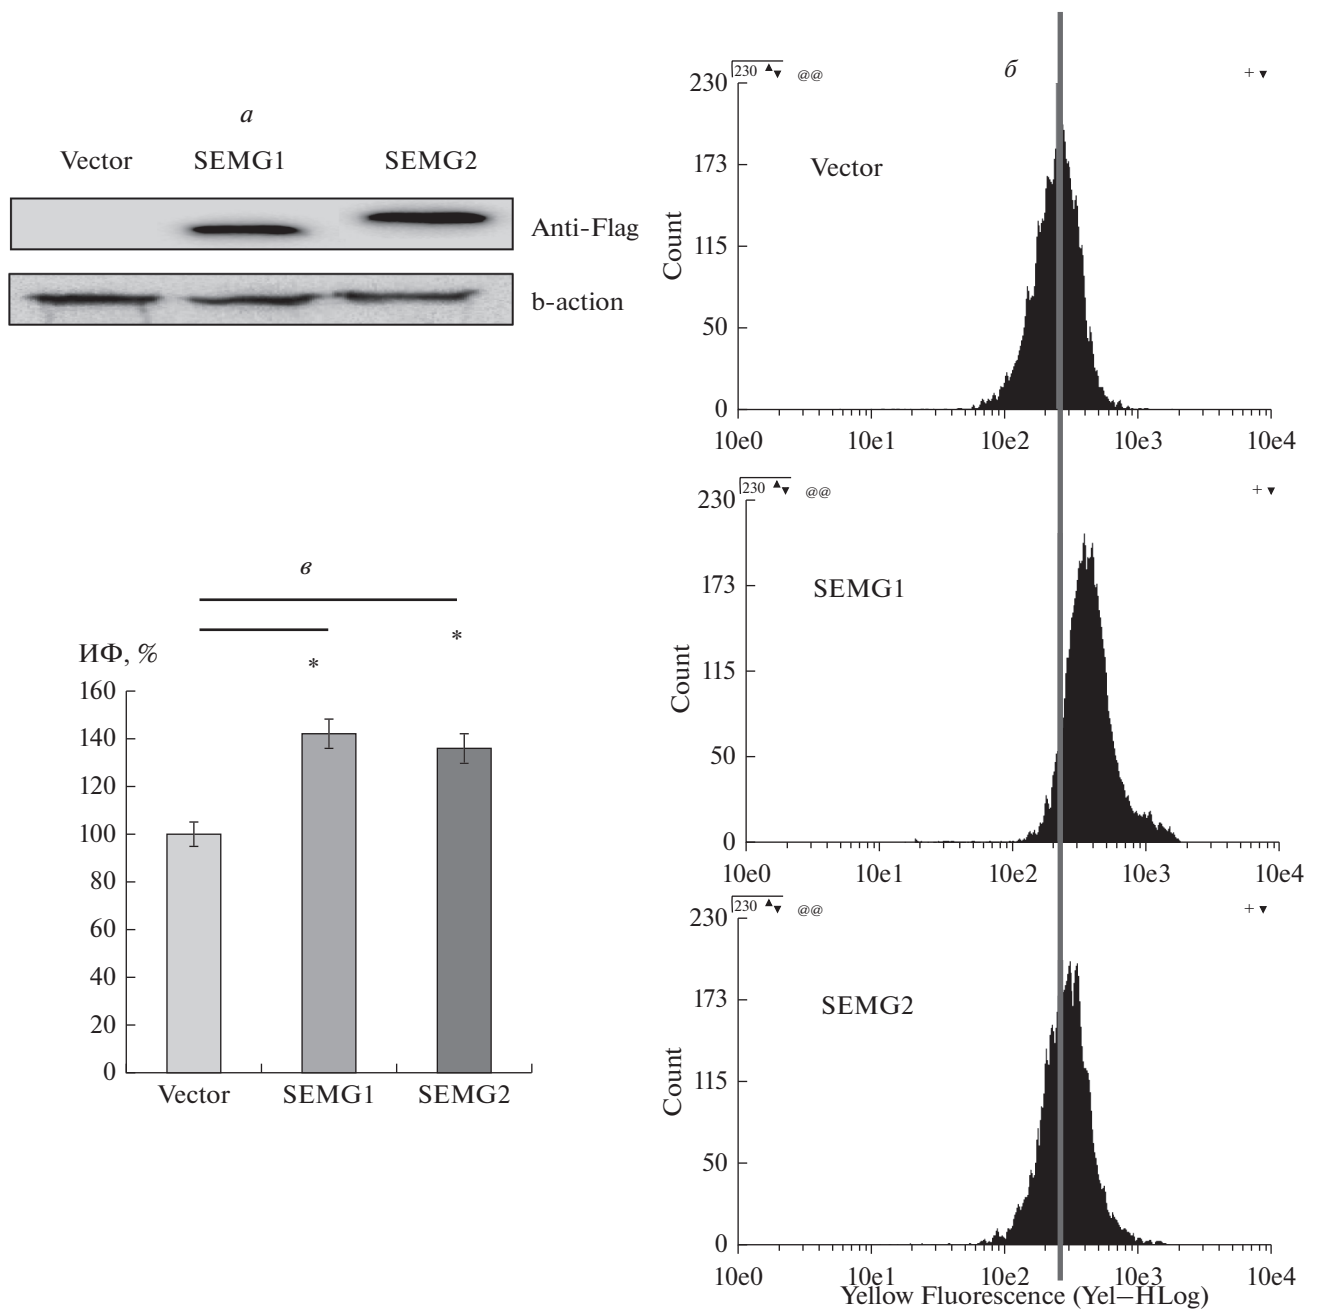 а
Vector SEMG1 SEMG2
Anti-Flag
b-action
в
*
*
ИФ, %
160
140
120
100
80
60
40
20
0
Vector SEMG1 SEMG2
б
230 @@ +
230
173
115
50
0
Count
Vector
10e0 10e1 10e2 10e3 10e4
230 @@ +
230
173
115
50
0
Count
SEMG1
10e0 10e1 10e2 10e3 10e4
230 @@ +
230
173
115
50
0
Count
SEMG2
10e0 10e1 10e2 10e3 10e4
Yellow Fluorescence (Yel–HLog)